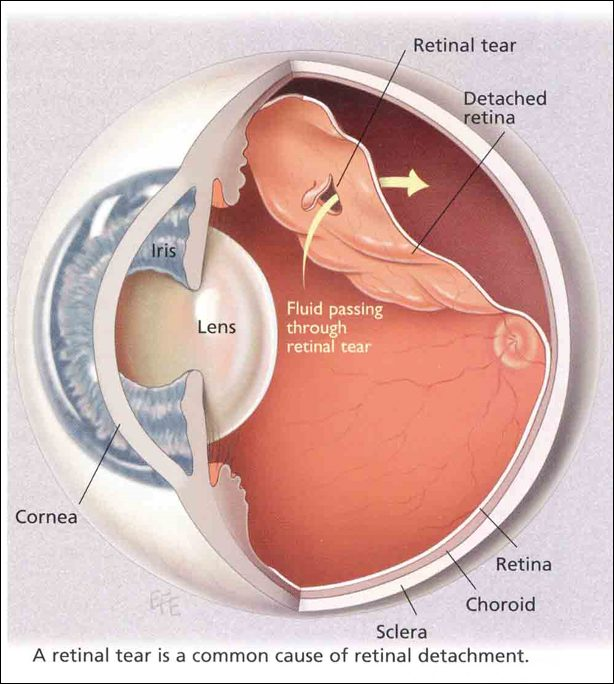 Retinal tear
Detached
retina
Iris
Lens
Fluid passing
through
retinal tear
Cornea
Retina
Choroid
Sclera
EFE
A retinal tear is a common cause of retinal detachment.